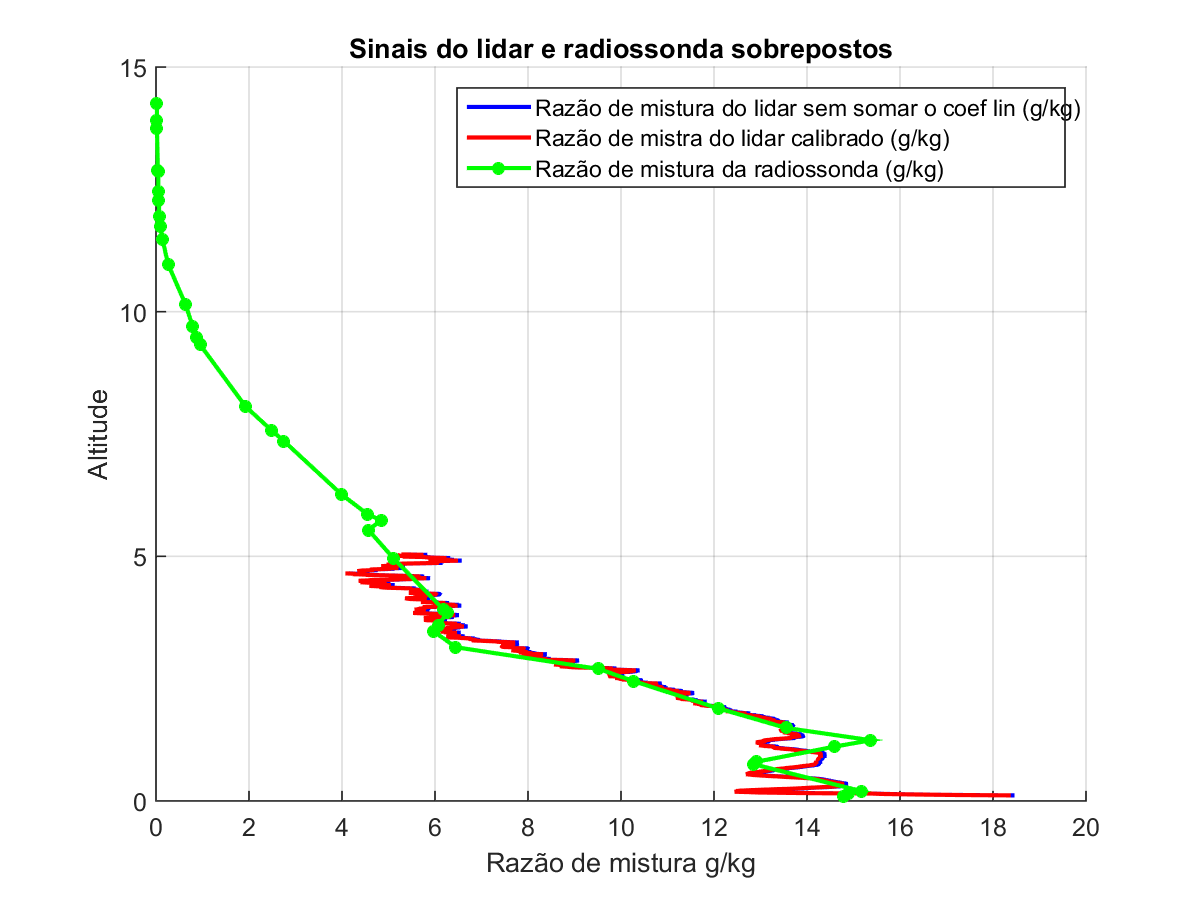 Sinais do lidar e radiossonda sobrepostos
Razão de mistura do lidar sem somar o coef lin (g/kg)
Razão de mistra do lidar calibrado (g/kg)
Razão de mistura da radiossonda (g/kg)
15
10
5
0
Altitude
0 2 4 6 8 10 12 14 16 18 20
Razão de mistura g/kg